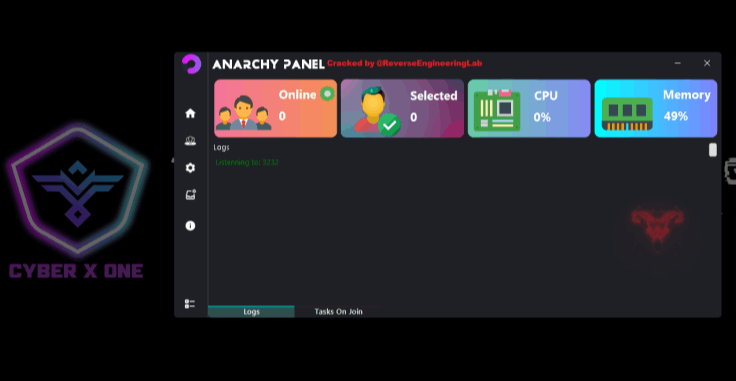 ANARCHY PANEL Cracked by @ReverseEngineeringLab
Online
0
Selected
0
CPU
0%
Memory
49%
Logs
Listening to:
CYBER X ONE
Logs
Tasks On Join